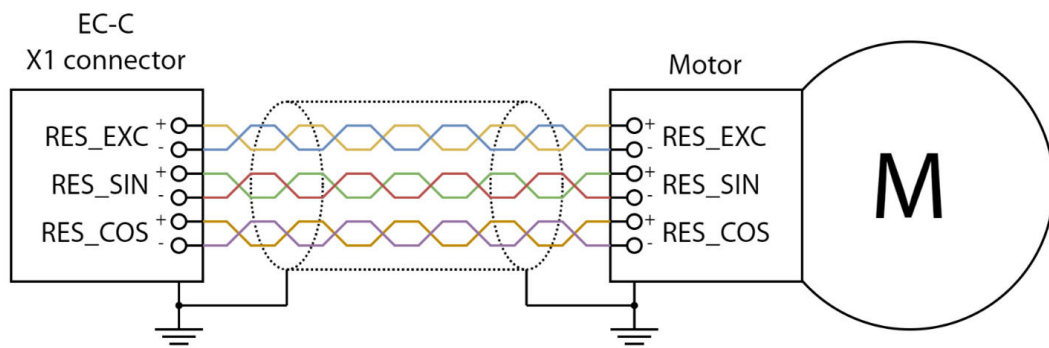 EC-C
X1 connector
Motor
RES_EXC + -
RES_SIN + -
RES_COS + -
+ - RES_EXC
+ - RES_SIN
+ - RES_COS
M